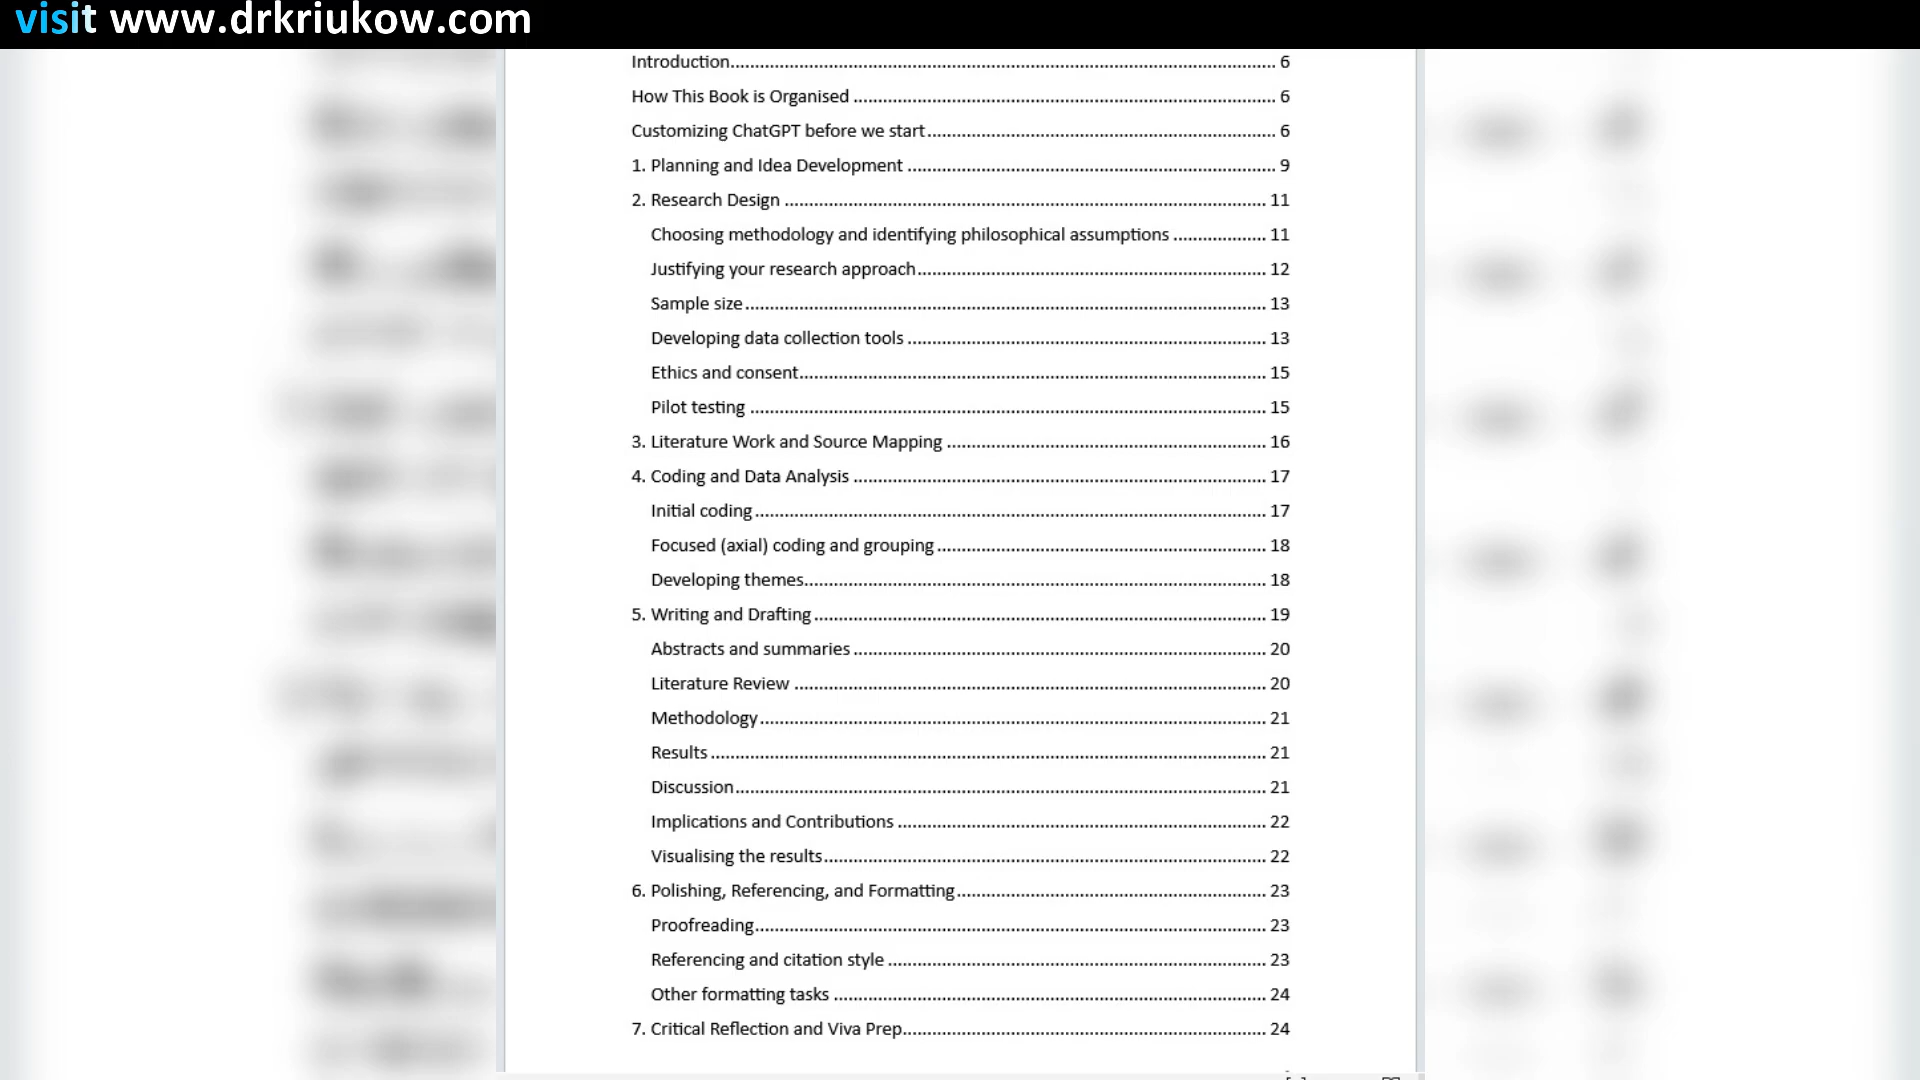 visit www.drkriukow.com
Introduction........................................ 6
How This Book is Organised ........................................ 6
Customizing ChatGPT before we start........................................ 6
1. Planning and Idea Development ........................................ 9
2. Research Design ........................................ 11
Choosing methodology and identifying philosophical assumptions ................... 11
Justifying your research approach........................................ 12
Sample size........................................ 13
Developing data collection tools ........................................ 13
Ethics and consent........................................ 15
Pilot testing ........................................ 15
3. Literature Work and Source Mapping ........................................ 16
4. Coding and Data Analysis ........................................ 17
Initial coding........................................ 17
Focused (axial) coding and grouping........................................ 18
Developing themes........................................ 18
5. Writing and Drafting........................................ 19
Abstracts and summaries ........................................ 20
Literature Review ........................................ 20
Methodology........................................ 21
Results ........................................ 21
Discussion........................................ 21
Implications and Contributions ........................................ 22
Visualising the results........................................ 22
6. Polishing, Referencing, and Formatting........................................ 23
Proofreading........................................ 23
Referencing and citation style ........................................ 23
Other formatting tasks ........................................ 24
7. Critical Reflection and Viva Prep........................................ 24